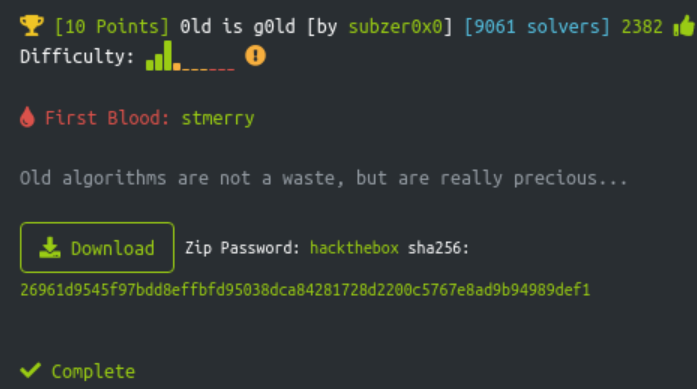 [10 Points] 0ld is g0ld [by subzer0x0] [9061 solvers] 2382
Difficulty:
First Blood: stmerry
Old algorithms are not a waste, but are really precious...
Download Zip Password: hackthebox sha256:
26961d9545f97bdd8effbfd95038dca84281728d2200c5767e8ad9b94989def1
Complete